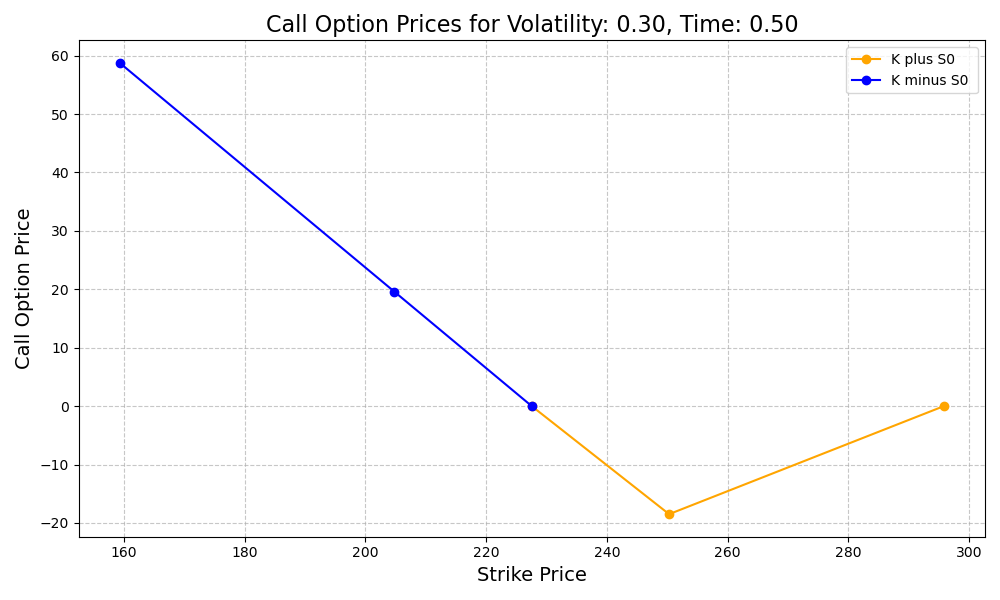 Call Option Prices for Volatility: 0.30, Time: 0.50
K plus S0
K minus S0
Call Option Price
60
50
40
30
20
10
0
−10
−20
160 180 200 220 240 260 280 300
Strike Price